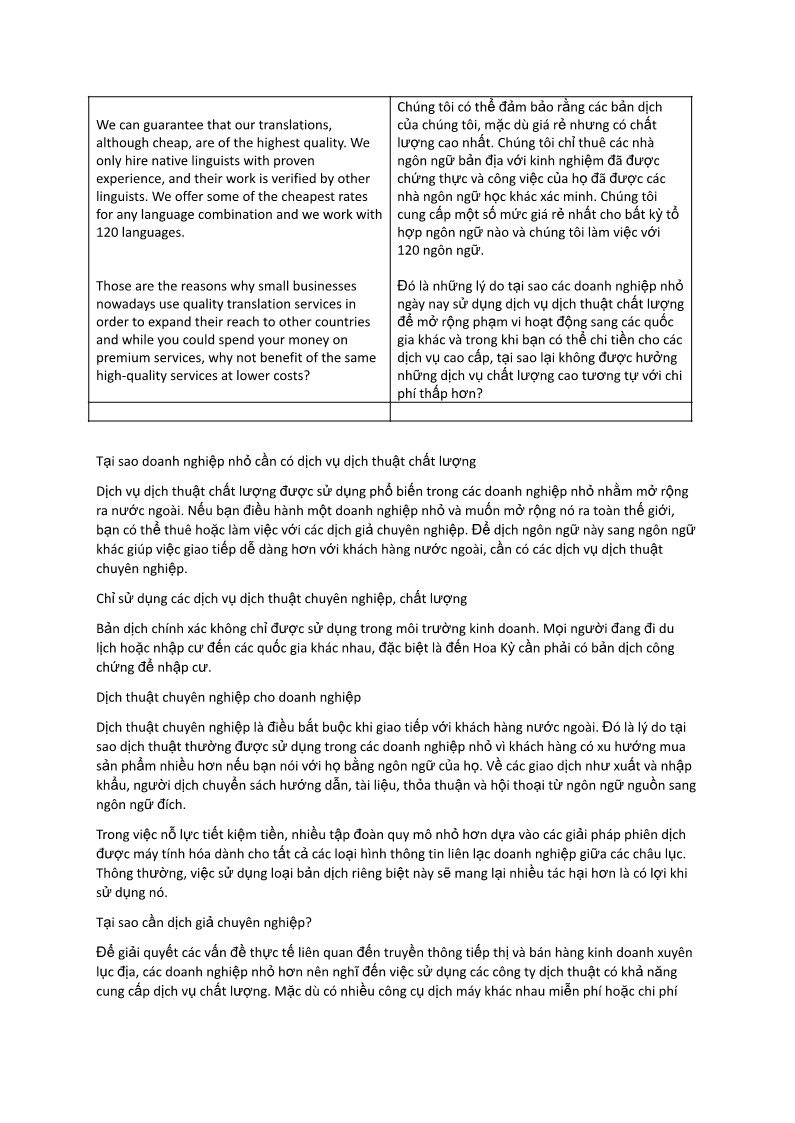 We can guarantee that our translations,
although cheap, are of the highest quality. We
only hire native linguists with proven
experience, and their work is verified by other
linguists. We offer some of the cheapest rates
for any language combination and we work with
120 languages.
Those are the reasons why small businesses
nowadays use quality translation services in
order to expand their reach to other countries
and while you could spend your money on
premium services, why not benefit of the same
high-quality services at lower costs?
Chúng tôi có thể đảm bảo rằng các bản dịch
của chúng tôi, mặc dù giá rẻ nhưng có chất
lượng cao nhất. Chúng tôi chỉ thuê các nhà
ngôn ngữ bản địa với kinh nghiệm đã được
chứng thực và công việc của họ đã được các
nhà ngôn ngữ học khác xác minh. Chúng tôi
cung cấp một số mức giá rẻ nhất cho bất kỳ tổ
hợp ngôn ngữ nào và chúng tôi làm việc với
120 ngôn ngữ.
Đó là những lý do tại sao các doanh nghiệp nhỏ
ngày nay sử dụng dịch vụ dịch thuật chất lượng
để mở rộng phạm vi hoạt động sang các quốc
gia khác và trong khi bạn có thể chi tiền cho các
dịch vụ cao cấp, tại sao lại không được hưởng
những dịch vụ chất lượng cao tương tự với chi
phí thấp hơn?
Tại sao doanh nghiệp nhỏ cần có dịch vụ dịch thuật chất lượng
Dịch vụ dịch thuật chất lượng được sử dụng phổ biến trong các doanh nghiệp nhỏ nhằm mở rộng
ra nước ngoài. Nếu bạn điều hành một doanh nghiệp nhỏ và muốn mở rộng nó ra toàn thế giới,
bạn có thể thuê hoặc làm việc với các dịch giả chuyên nghiệp. Để dịch ngôn ngữ này sang ngôn ngữ
khác giúp việc giao tiếp dễ dàng hơn với khách hàng nước ngoài, cần có các dịch vụ dịch thuật
chuyên nghiệp.
Chỉ sử dụng các dịch vụ dịch thuật chuyên nghiệp, chất lượng
Bản dịch chính xác không chỉ được sử dụng trong môi trường kinh doanh. Mọi người đang đi du
lịch hoặc nhập cư đến các quốc gia khác nhau, đặc biệt là đến Hoa Kỳ cần phải có bản dịch công
chứng để nhập cư.
Dịch thuật chuyên nghiệp cho doanh nghiệp
Dịch thuật chuyên nghiệp là điều bắt buộc khi giao tiếp với khách hàng nước ngoài. Đó là lý do tại
sao dịch thuật thường được sử dụng trong các doanh nghiệp nhỏ vì khách hàng có xu hướng mua
sản phẩm nhiều hơn nếu bạn nói với họ bằng ngôn ngữ của họ. Về các giao dịch như xuất và nhập
khẩu, người dịch chuyển sách hướng dẫn, tài liệu, thỏa thuận và hội thoại từ ngôn ngữ nguồn sang
ngôn ngữ đích.
Trong việc nỗ lực tiết kiệm tiền, nhiều tập đoàn quy mô nhỏ hơn dựa vào các giải pháp phiên dịch
được máy tính hóa dành cho tất cả các loại hình thông tin liên lạc doanh nghiệp giữa các châu lục.
Thông thường, việc sử dụng loại bản dịch riêng biệt này sẽ mang lại nhiều tác hại hơn là có lợi khi
sử dụng nó.
Tại sao cần dịch giả chuyên nghiệp?
Để giải quyết các vấn đề thực tế liên quan đến truyền thông tiếp thị và bán hàng kinh doanh xuyên
lục địa, các doanh nghiệp nhỏ hơn nên nghĩ đến việc sử dụng các công ty dịch thuật có khả năng
cung cấp dịch vụ chất lượng. Mặc dù có nhiều công cụ dịch máy khác nhau miễn phí hoặc chi phí